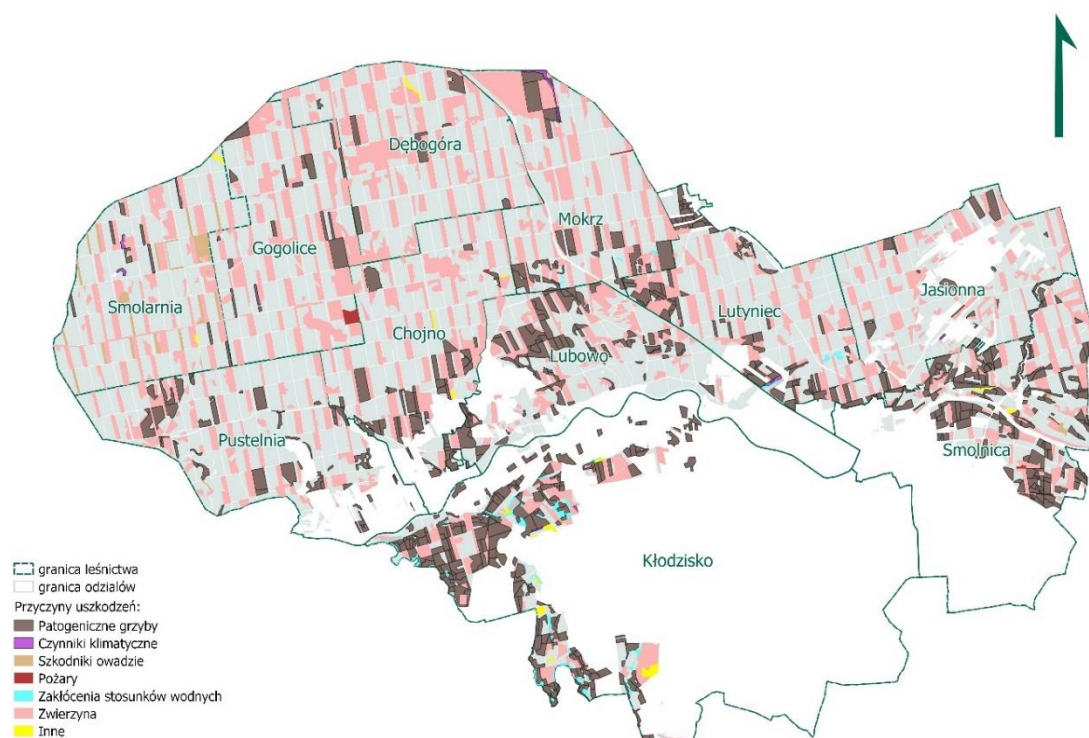 Dębogóra
Mokrz
Gogolice
Jasionna
Smolarnia
Lutyniec
Chojno
Lubowo
Pustelnia
Smolnica
Kłodzisko
granica leśnictwa
granica odziałów
Przyczyny uszkodzeń:
Patogeniczne grzyby
Czynniki klimatyczne
Szkodniki owadzie
Pożary
Zakłócenia stosunków wodnych
Zwierzyna
Inne